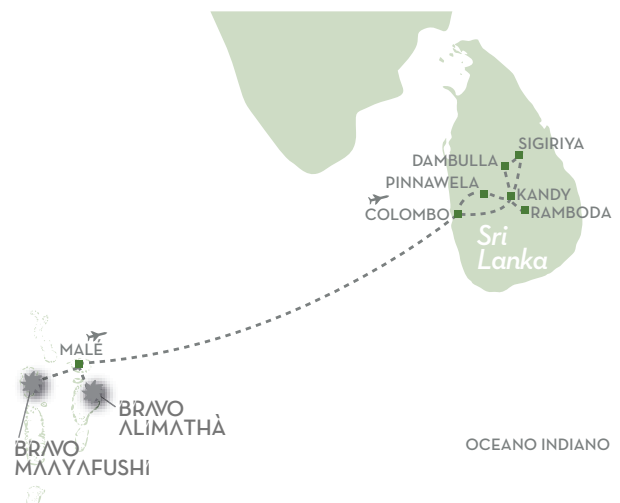 SIGIRIYA
DAMBULLA
PINNAWELA
KANDY
COLOMBO
RAMBODA
Sri
Lanka
MALÉ
BRAVO
ALIMATHÀ
BRAVO
MAAYAFUSHI
OCEANO INDIANO